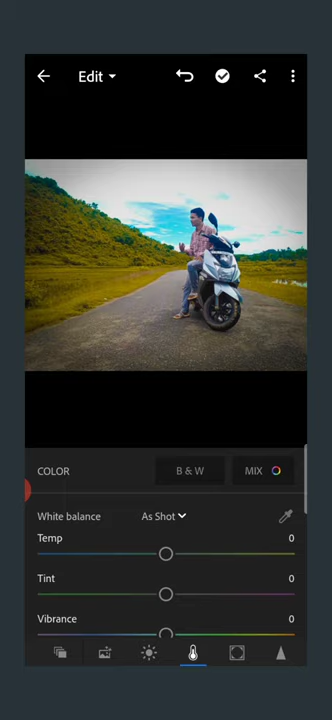 Edit
COLOR
B & W
MIX
White balance
As Shot
Temp
0
Tint
0
Vibrance
0